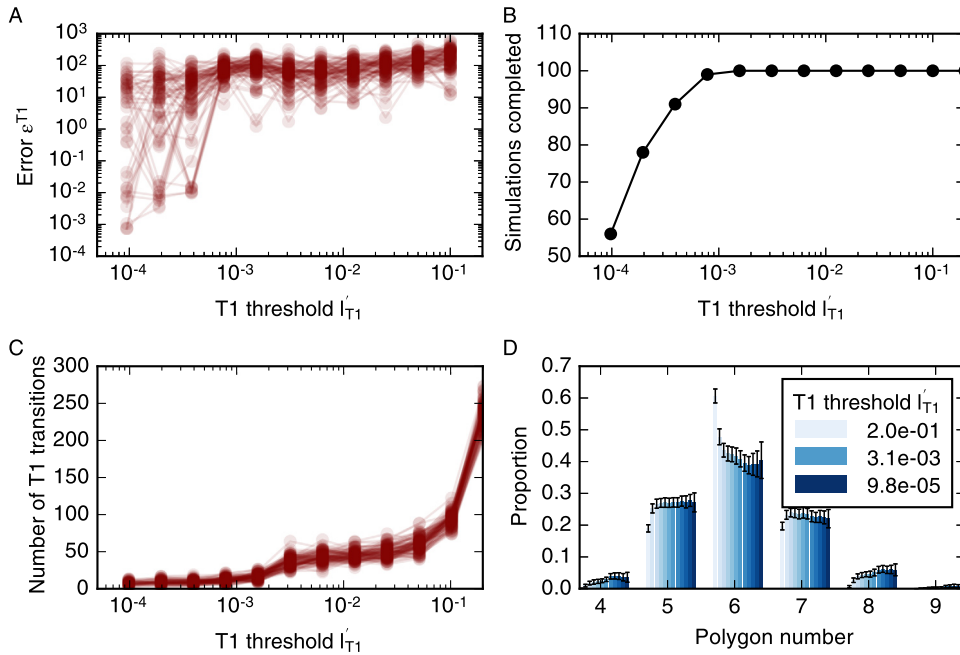 A
10³
10²
10¹
10⁰
10⁻¹
10⁻²
10⁻³
10⁻⁴
Error ε^T1
10⁻⁴ 10⁻³ 10⁻² 10⁻¹
T1 threshold l′_T1
B
110
100
90
80
70
60
50
Simulations completed
10⁻⁴ 10⁻³ 10⁻² 10⁻¹
T1 threshold l′_T1
C
300
250
200
150
100
50
0
Number of T1 transitions
10⁻⁴ 10⁻³ 10⁻² 10⁻¹
T1 threshold l′_T1
D
0.7
0.6
0.5
0.4
0.3
0.2
0.1
0.0
Proportion
T1 threshold l′_T1
2.0e-01
3.1e-03
9.8e-05
4 5 6 7 8 9
Polygon number